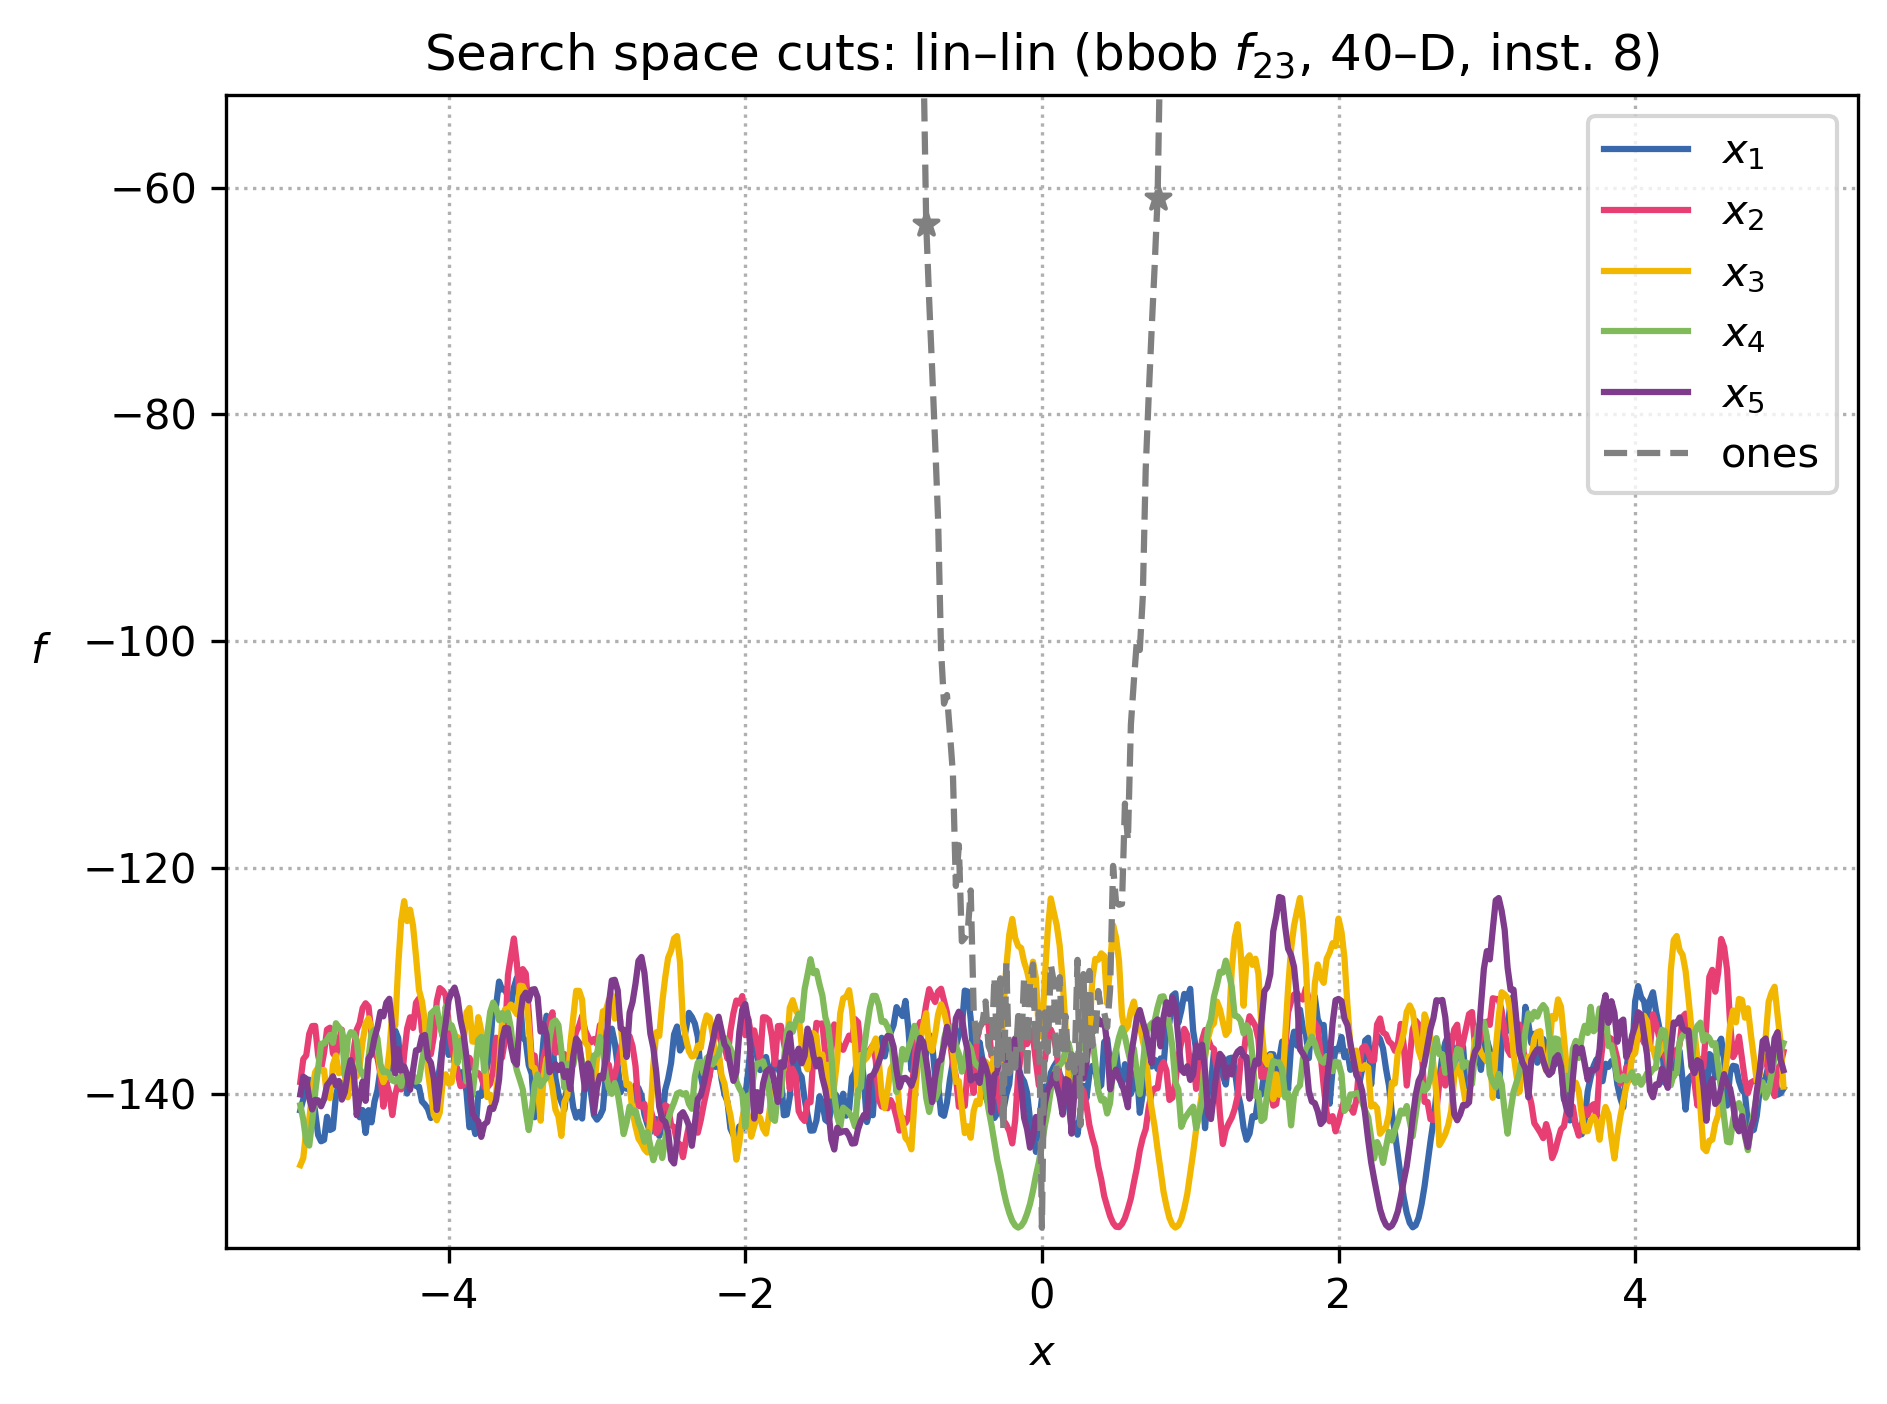 Search space cuts: lin–lin (bbob f23, 40–D, inst. 8)
−60
−80
−100
−120
−140
f
−4
−2
0
2
4
x
x1
x2
x3
x4
x5
ones